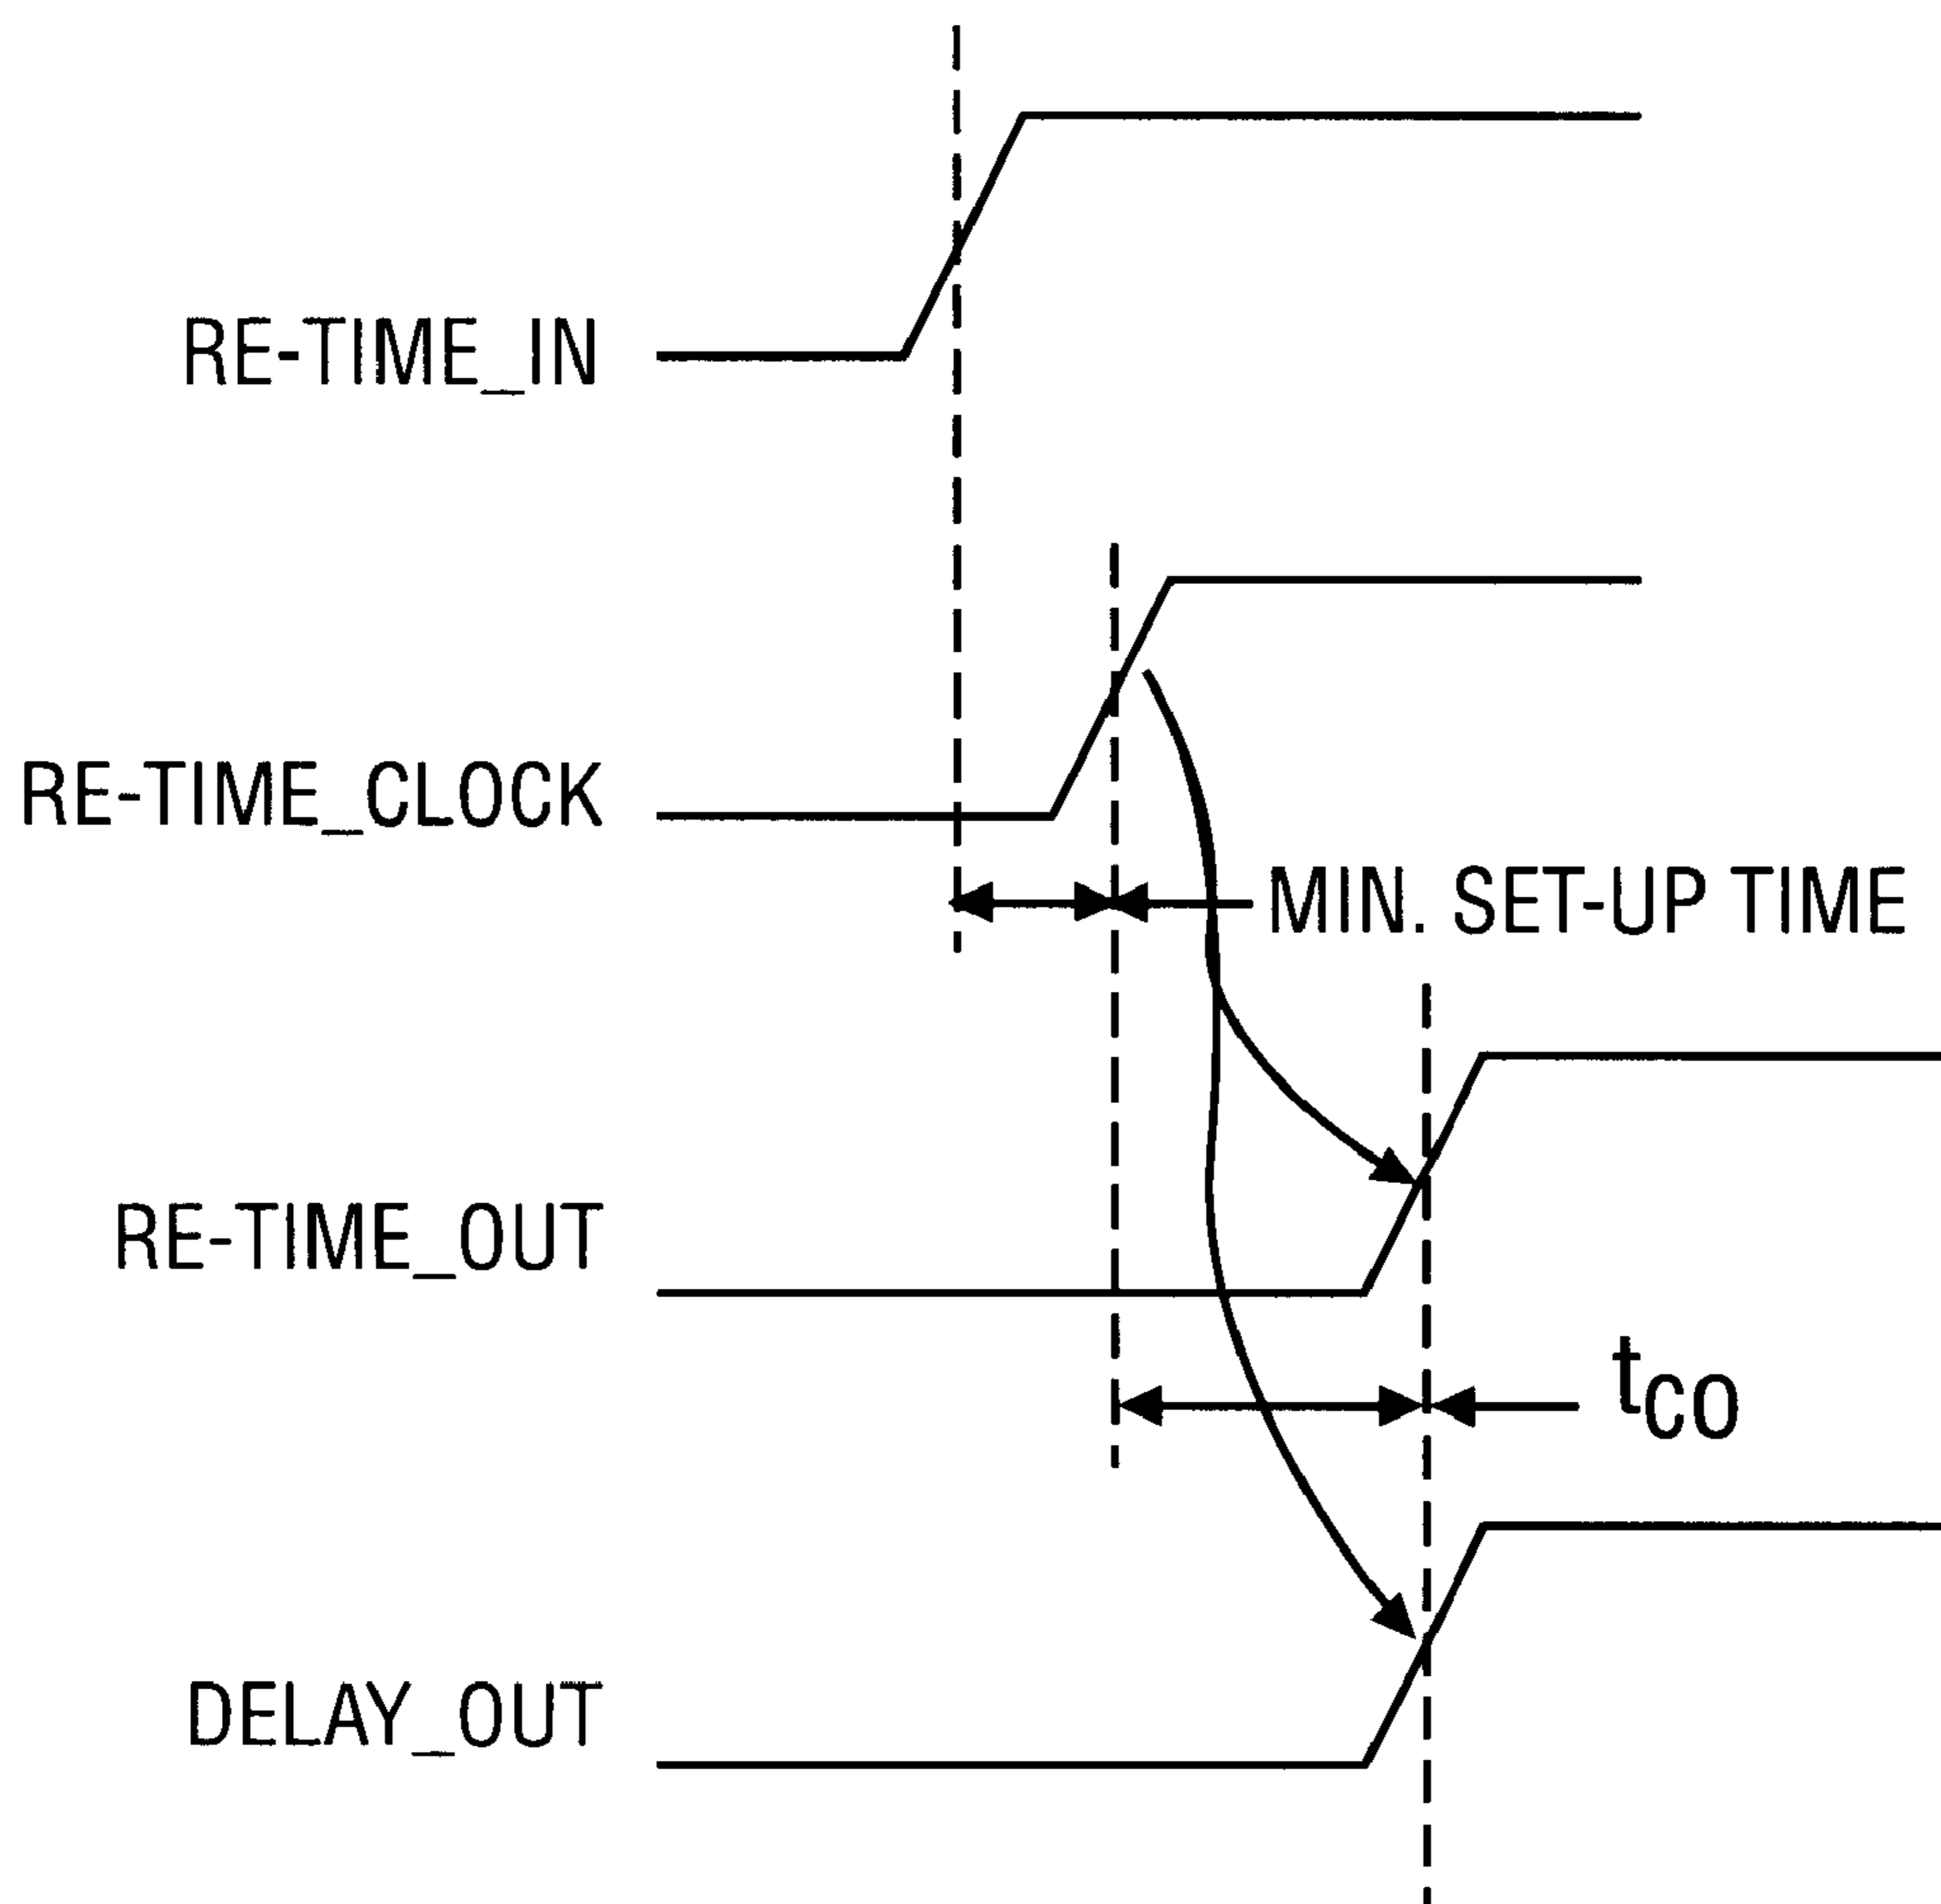 RE-TIME_IN
RE-TIME_CLOCK
MIN. SET-UP TIME
RE-TIME_OUT
tCO
DELAY_OUT